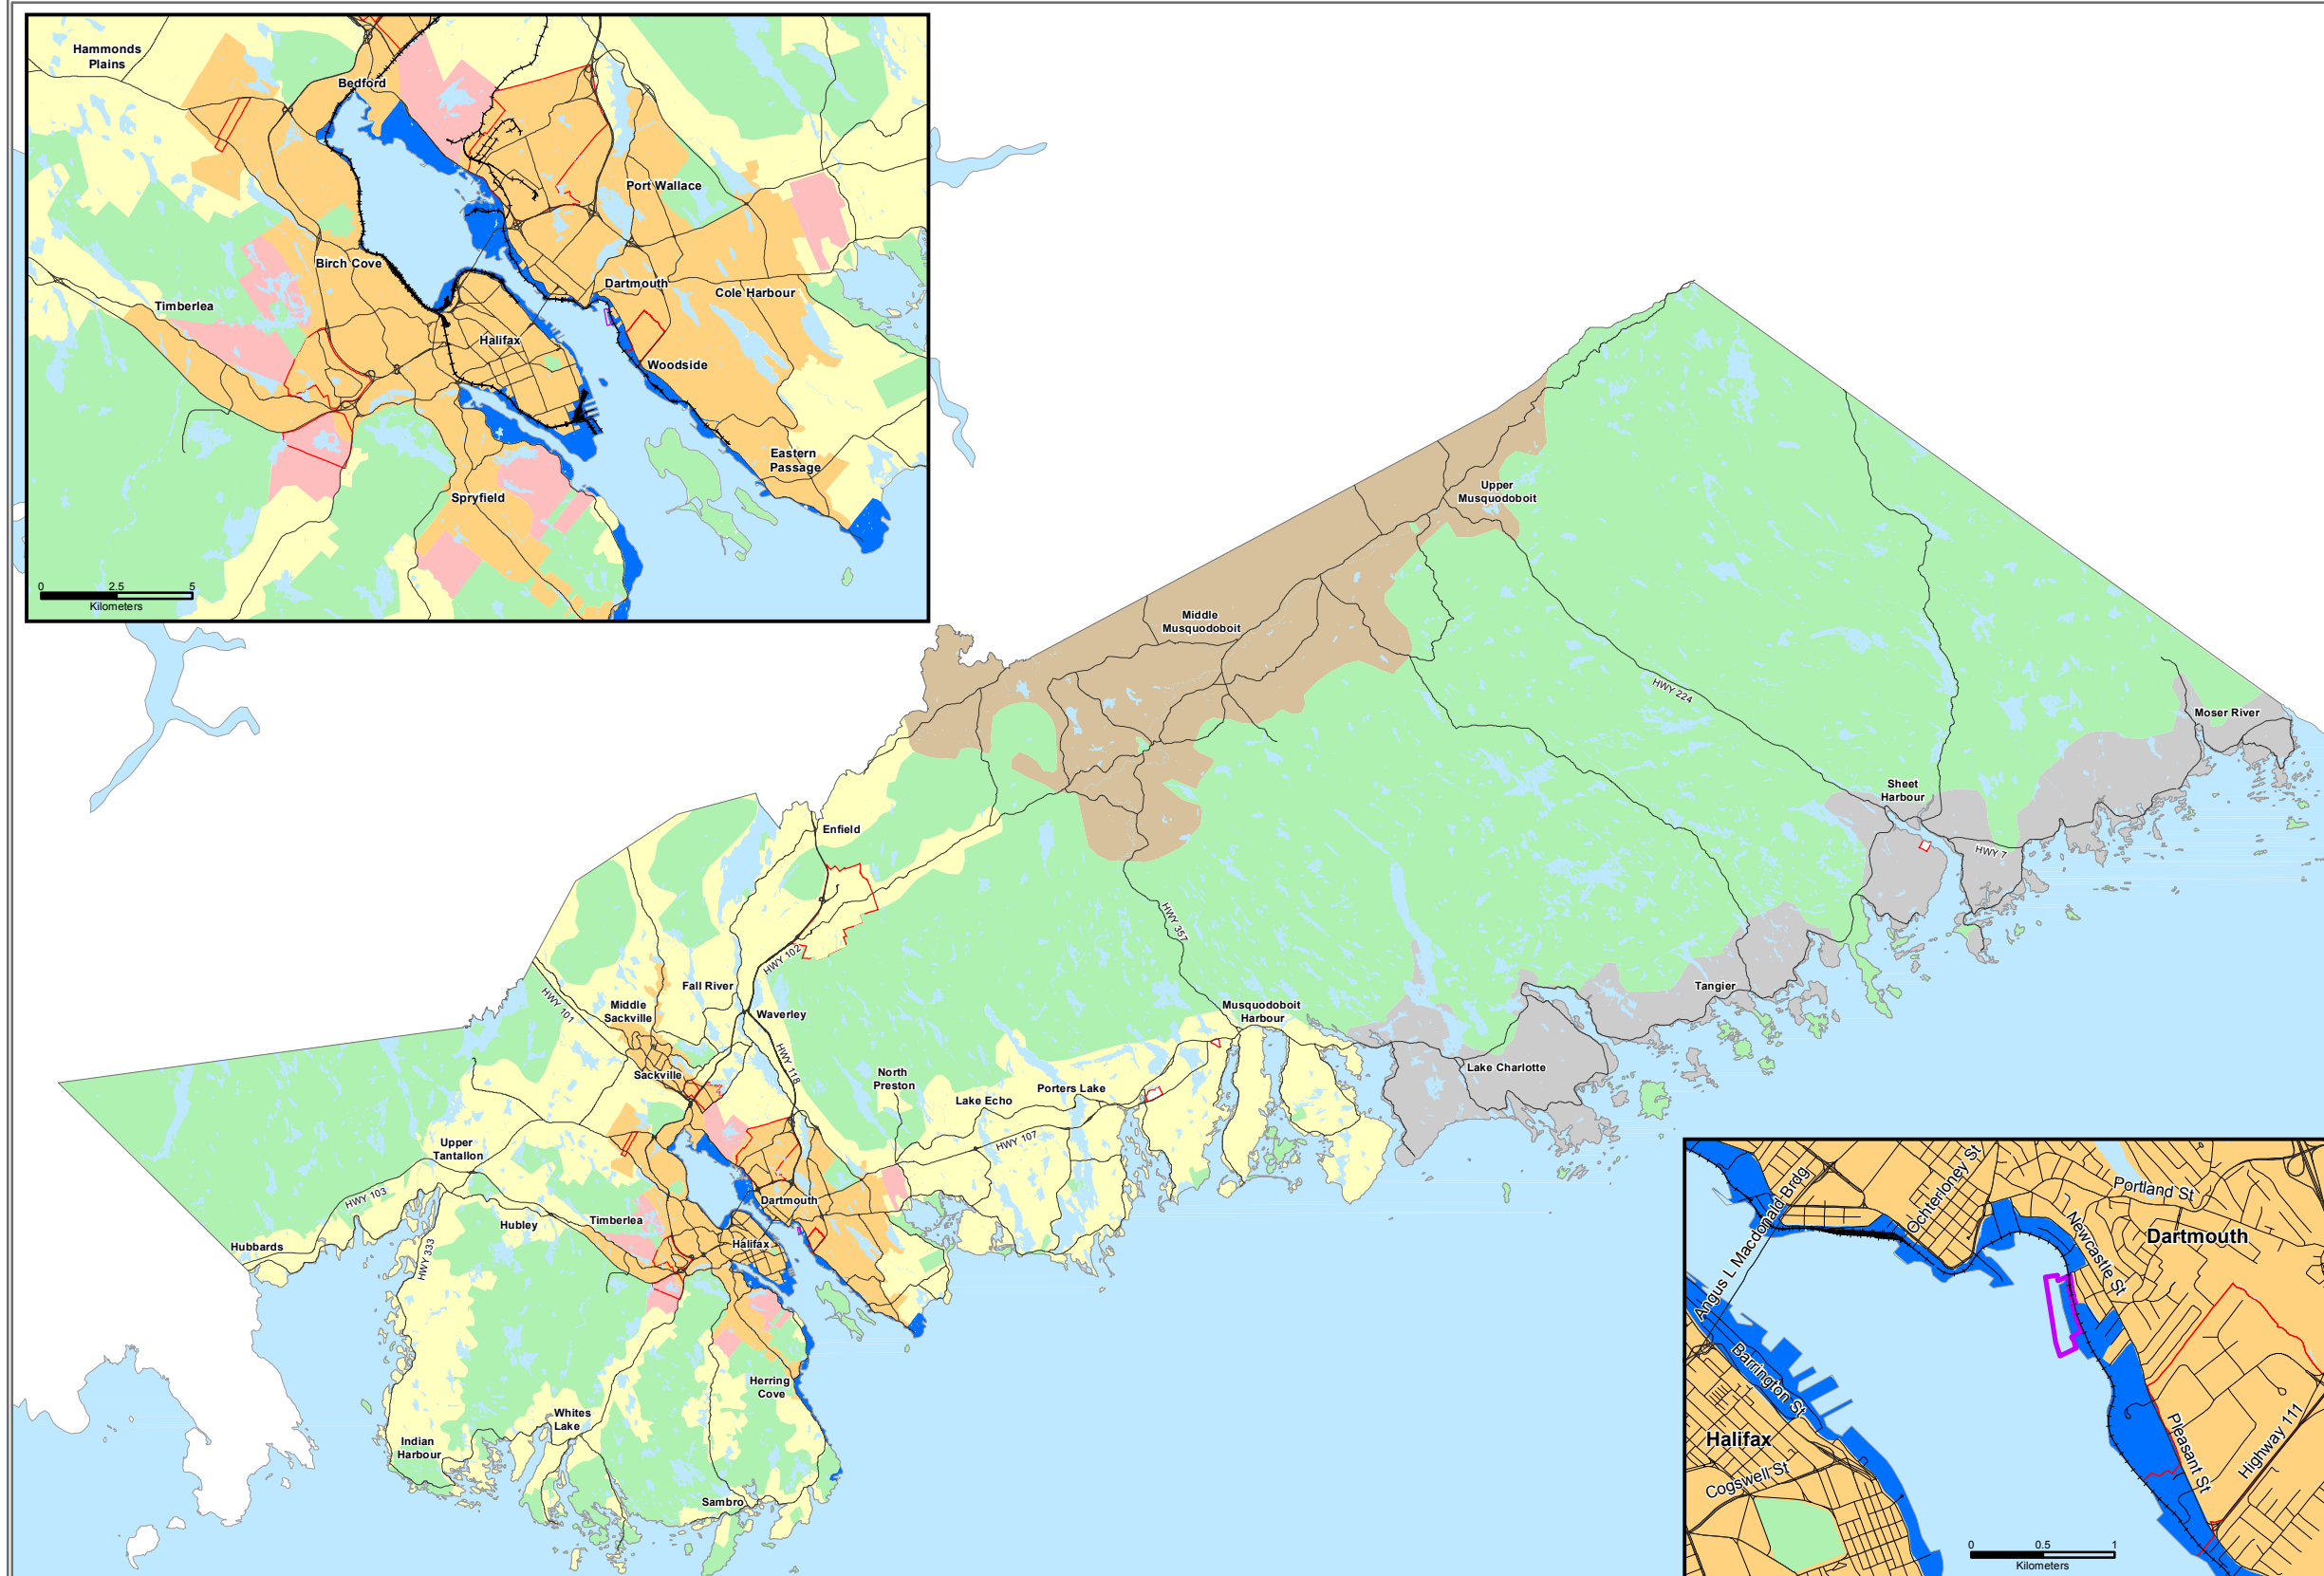 Hammonds
Plains
Bedford
Port Wallace
Birch Cove
Timberlea
Dartmouth
Cole Harbour
Halifax
Woodside
Eastern
Passage
Spryfield
0 2.5 5
Kilometers
Upper
Musquodoboit
Middle
Musquodoboit
HWY 224
Moser River
Sheet
Harbour
HWY 7
Enfield
HWY 357
HWY 102
Fall River
Tangier
HWY 101
Middle
Sackville
Waverley
Musquodoboit
Harbour
HWY 118
Sackville
North
Preston
Lake Charlotte
Porters Lake
Lake Echo
HWY 107
Upper
Tantallon
HWY 103
Dartmouth
Hubley
Timberlea
Halifax
Hubbards
HWY 333
Herring
Cove
Whites
Lake
Indian
Harbour
Sambro
Angus L Macdonald Brdg
Ochterloney St
Portland St
Newcastle St
Dartmouth
Barrington St
Halifax
Pleasant St
Highway 111
Cogswell St
0 0.5 1
Kilometers